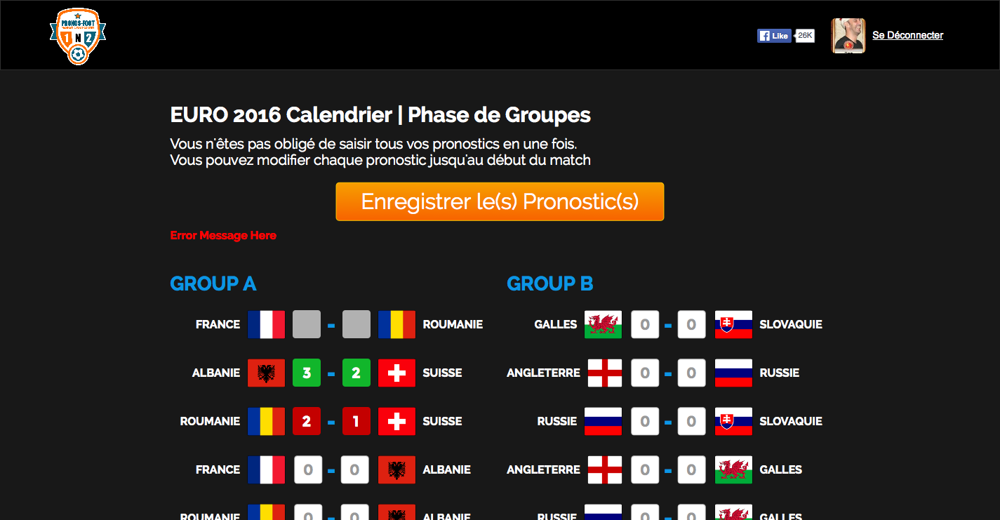 PRONOS-FOOT
1 N 2
Like
26K
Se Déconnecter
EURO 2016 Calendrier | Phase de Groupes
Vous n'êtes pas obligé de saisir tous vos pronostics en une fois.
Vous pouvez modifier chaque pronostic jusqu'au début du match
Enregistrer le(s) Pronostic(s)
Error Message Here
GROUP A
FRANCE - ROUMANIE
ALBANIE 3 - 2 SUISSE
ROUMANIE 2 - 1 SUISSE
FRANCE 0 - 0 ALBANIE
ROUMANIE 0 - 0 ALBANIE
GROUP B
GALLES 0 - 0 SLOVAQUIE
ANGLETERRE 0 - 0 RUSSIE
RUSSIE 0 - 0 SLOVAQUIE
ANGLETERRE 0 - 0 GALLES
RUSSIE 0 - 0 GALLES